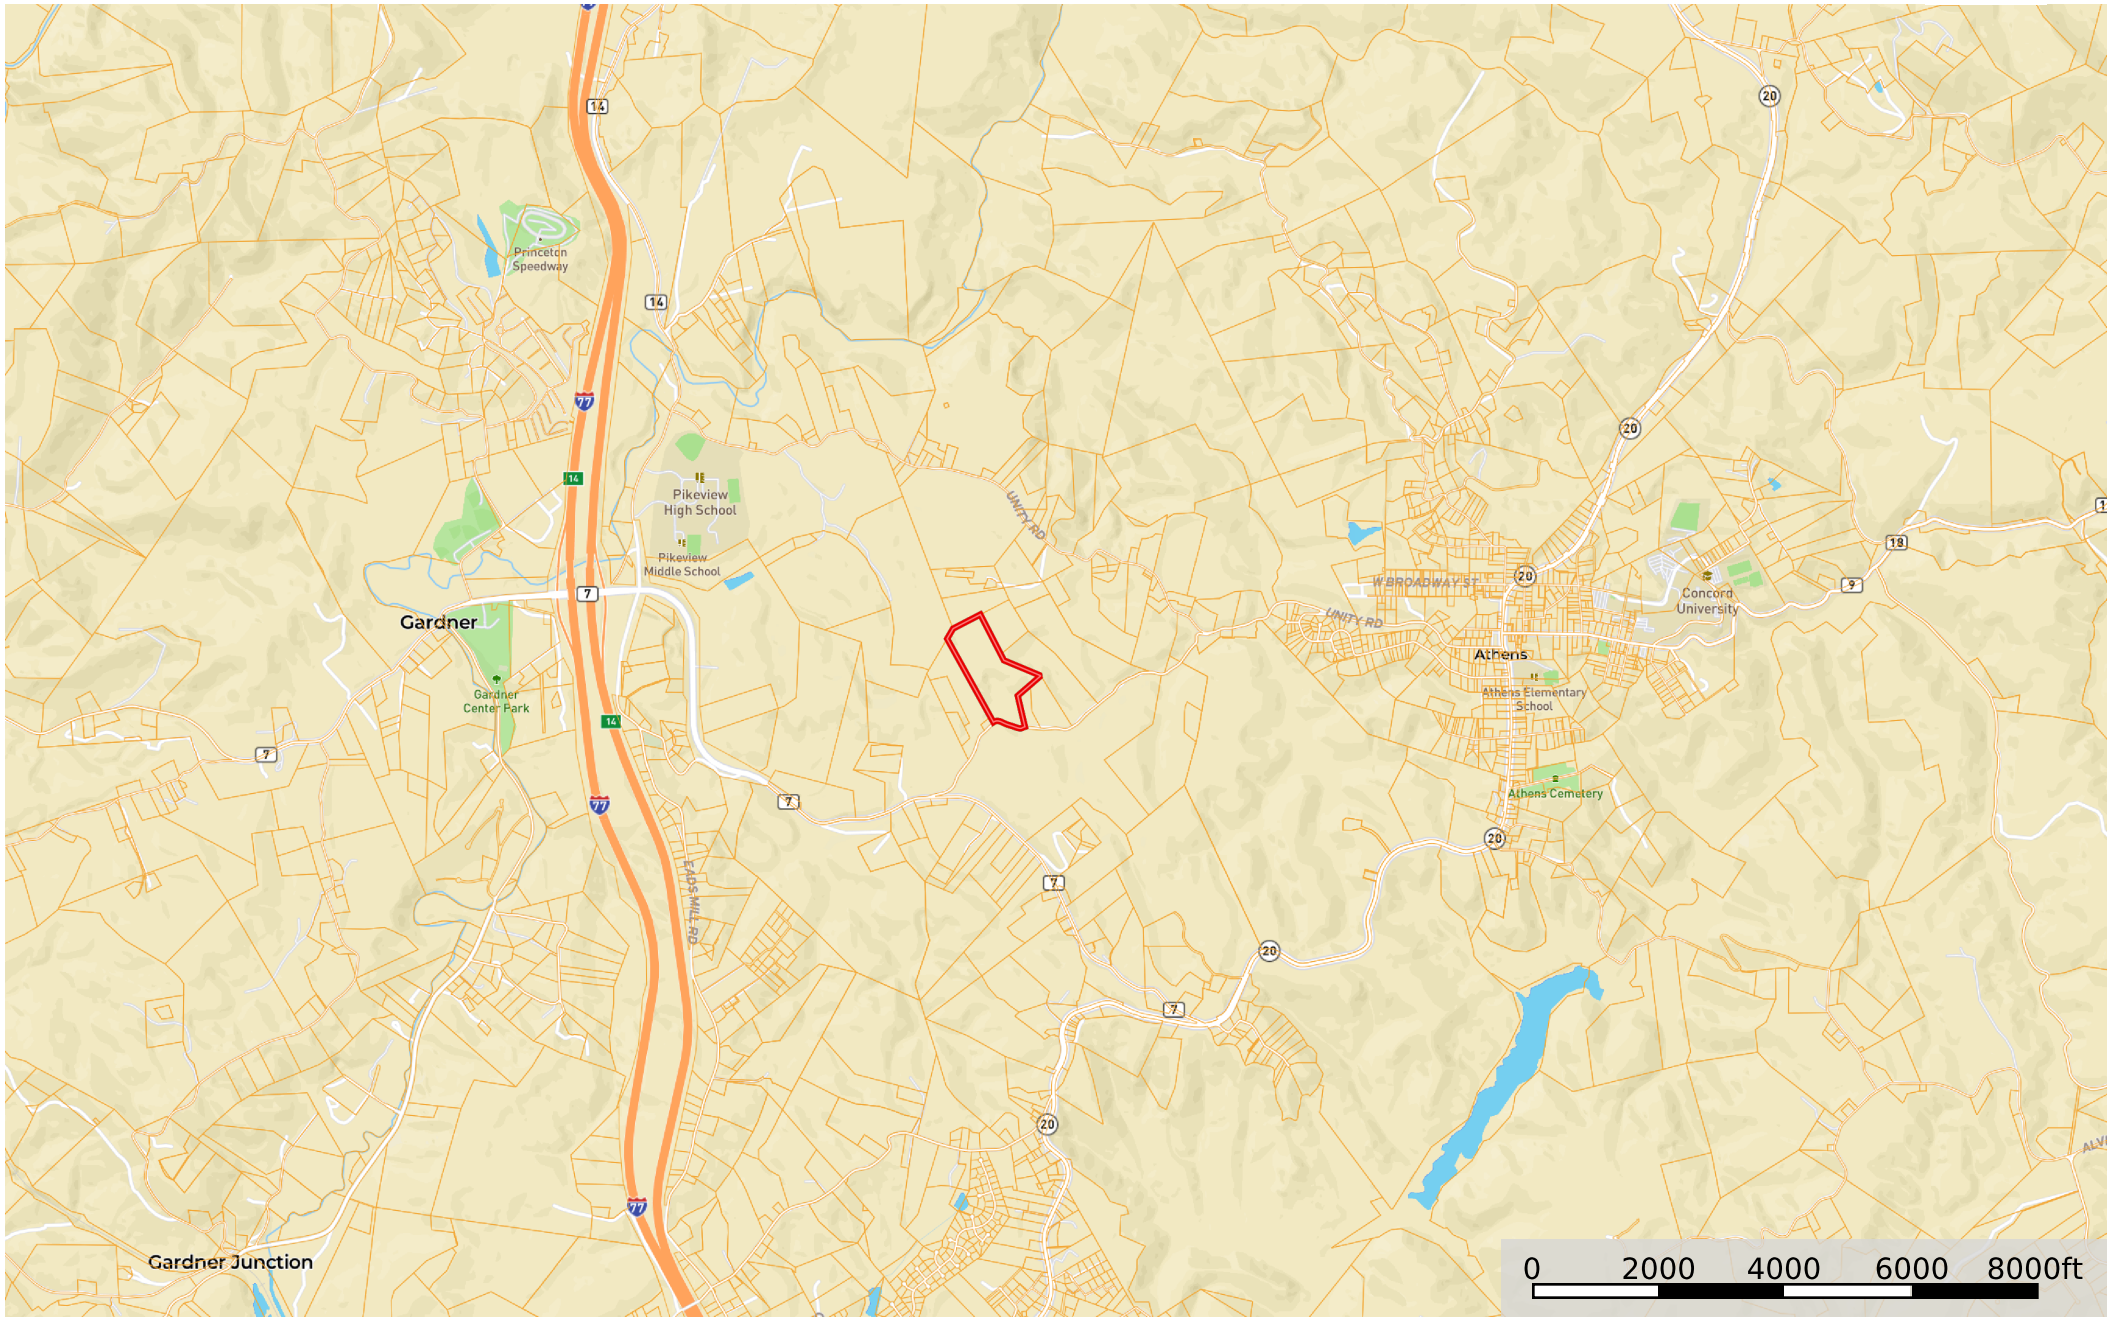 14
20
Princeton
Speedway
14
77
20
14
Pikeview
High School
UNITY RD
18
Pikeview
Middle School
W BROADWAY ST
20
9
7
Concord
University
Gardner
UNITY RD
Athens
Gardner
Center Park
Athens Elementary
School
14
7
77
7
Athens Cemetery
20
EADS MILL RD
7
20
7
20
77
Gardner Junction
0 2000 4000 6000 8000ft